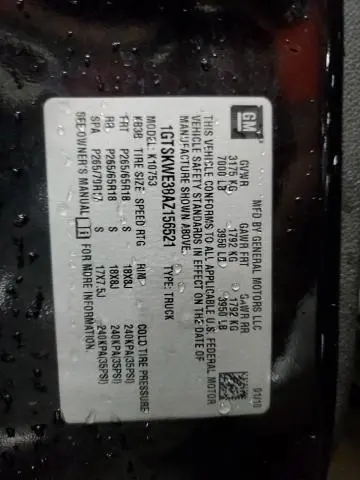 GM
MFD BY GENERAL MOTORS LLC 01/10
GVWR GAWR FRT GAWR RR
3175 KG 1792 KG 1792 KG
7000 LB 3950 LB 3950 LB
THIS VEHICLE CONFORMS TO ALL APPLICABLE U.S. FEDERAL MOTOR
VEHICLE SAFETY STANDARDS IN EFFECT ON THE DATE OF
MANUFACTURE SHOWN ABOVE.
1GTSKWE38AZ156521 TYPE: TRUCK
MODEL: K10753
TIRE SIZE SPEED RTG RIM COLD TIRE PRESSURE
FRT P265/65R18 S 18X8J 240KPA(35PSI)
RR P265/65R18 S 18X8J 240KPA(35PSI)
SPA P265/70R17 S 17X7.5J 240KPA(35PSI)
SEE OWNER'S MANUAL FOR MORE INFORMATION.